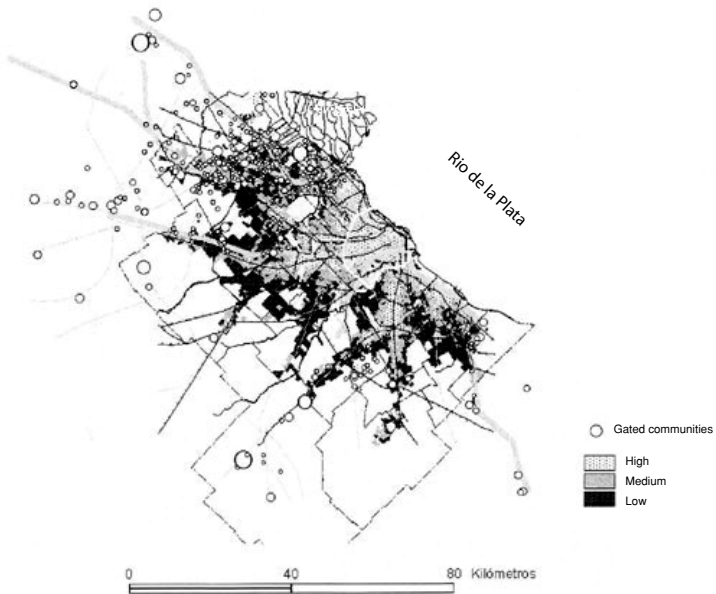 Rio de la Plata
Gated communities
High
Medium
Low
0 40 80 Kilómetros